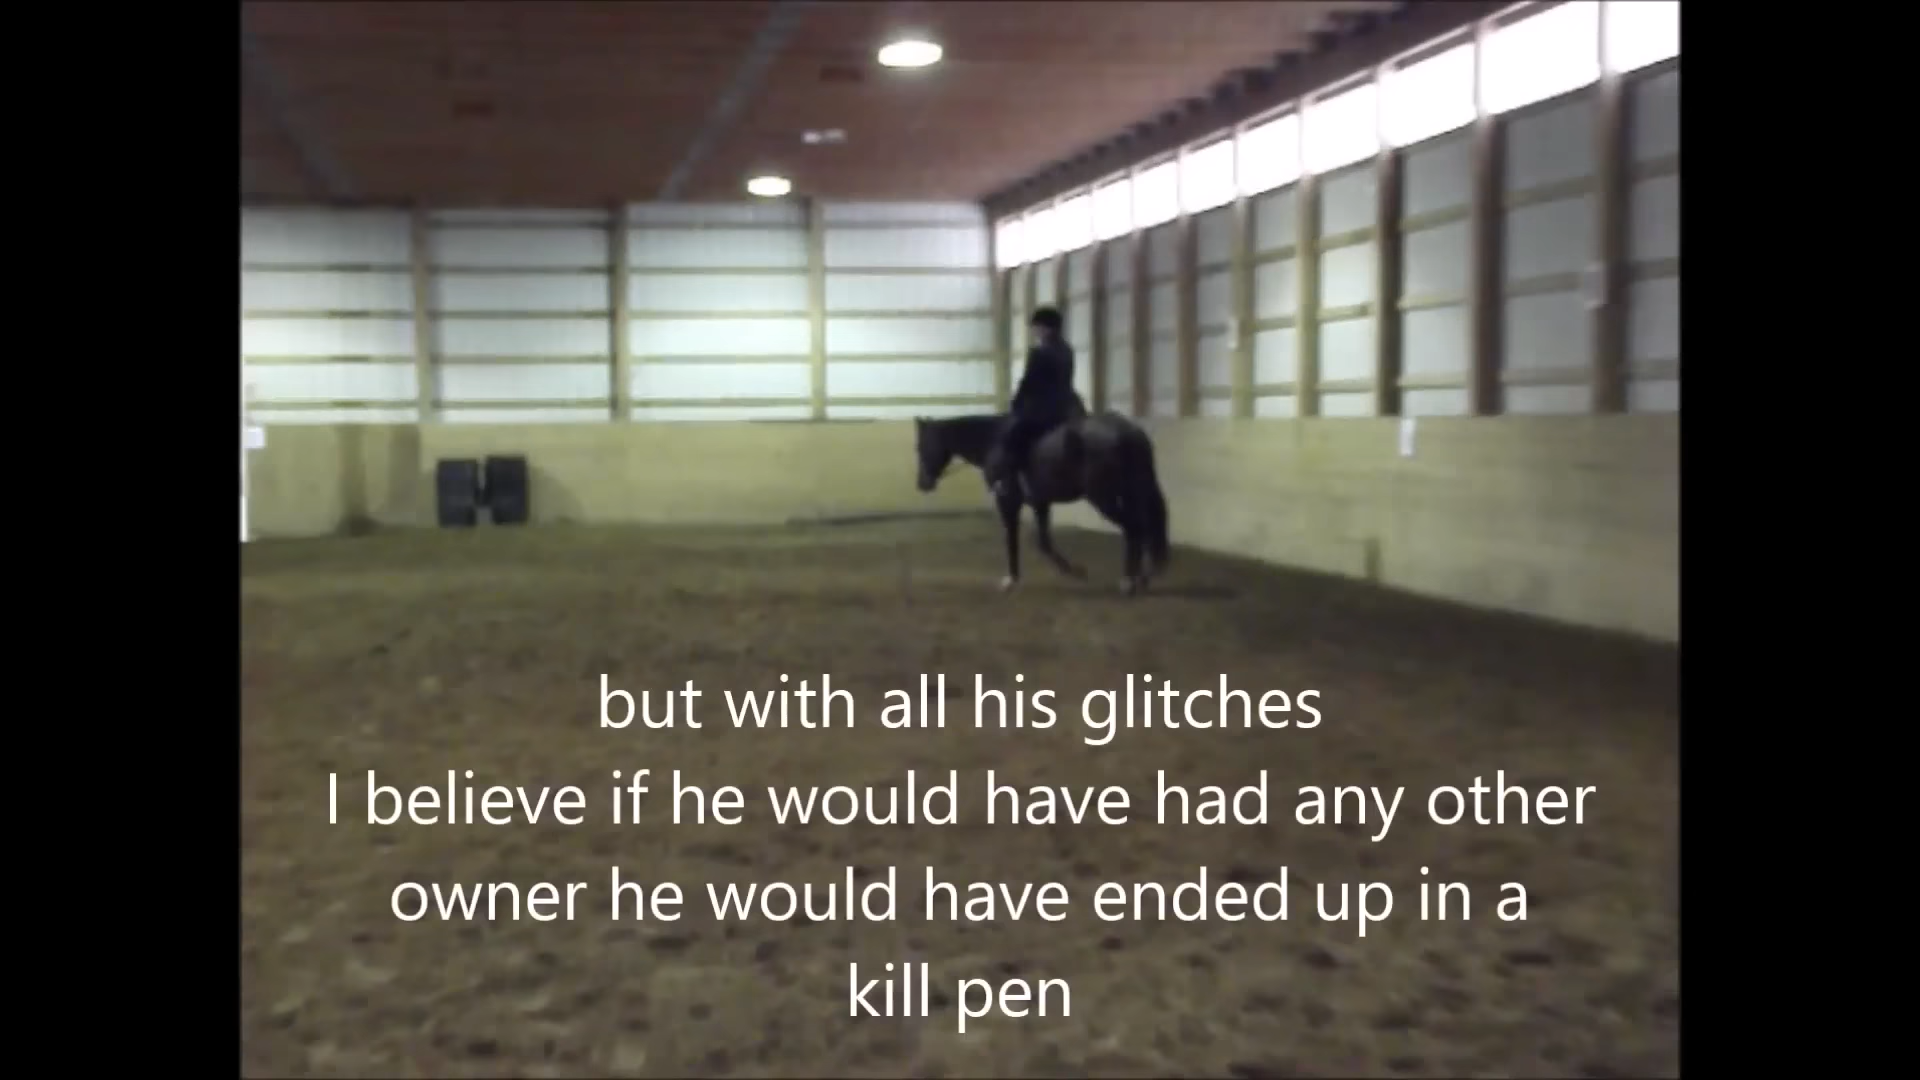 but with all his glitches
I believe if he would have had any other
owner he would have ended up in a
kill pen